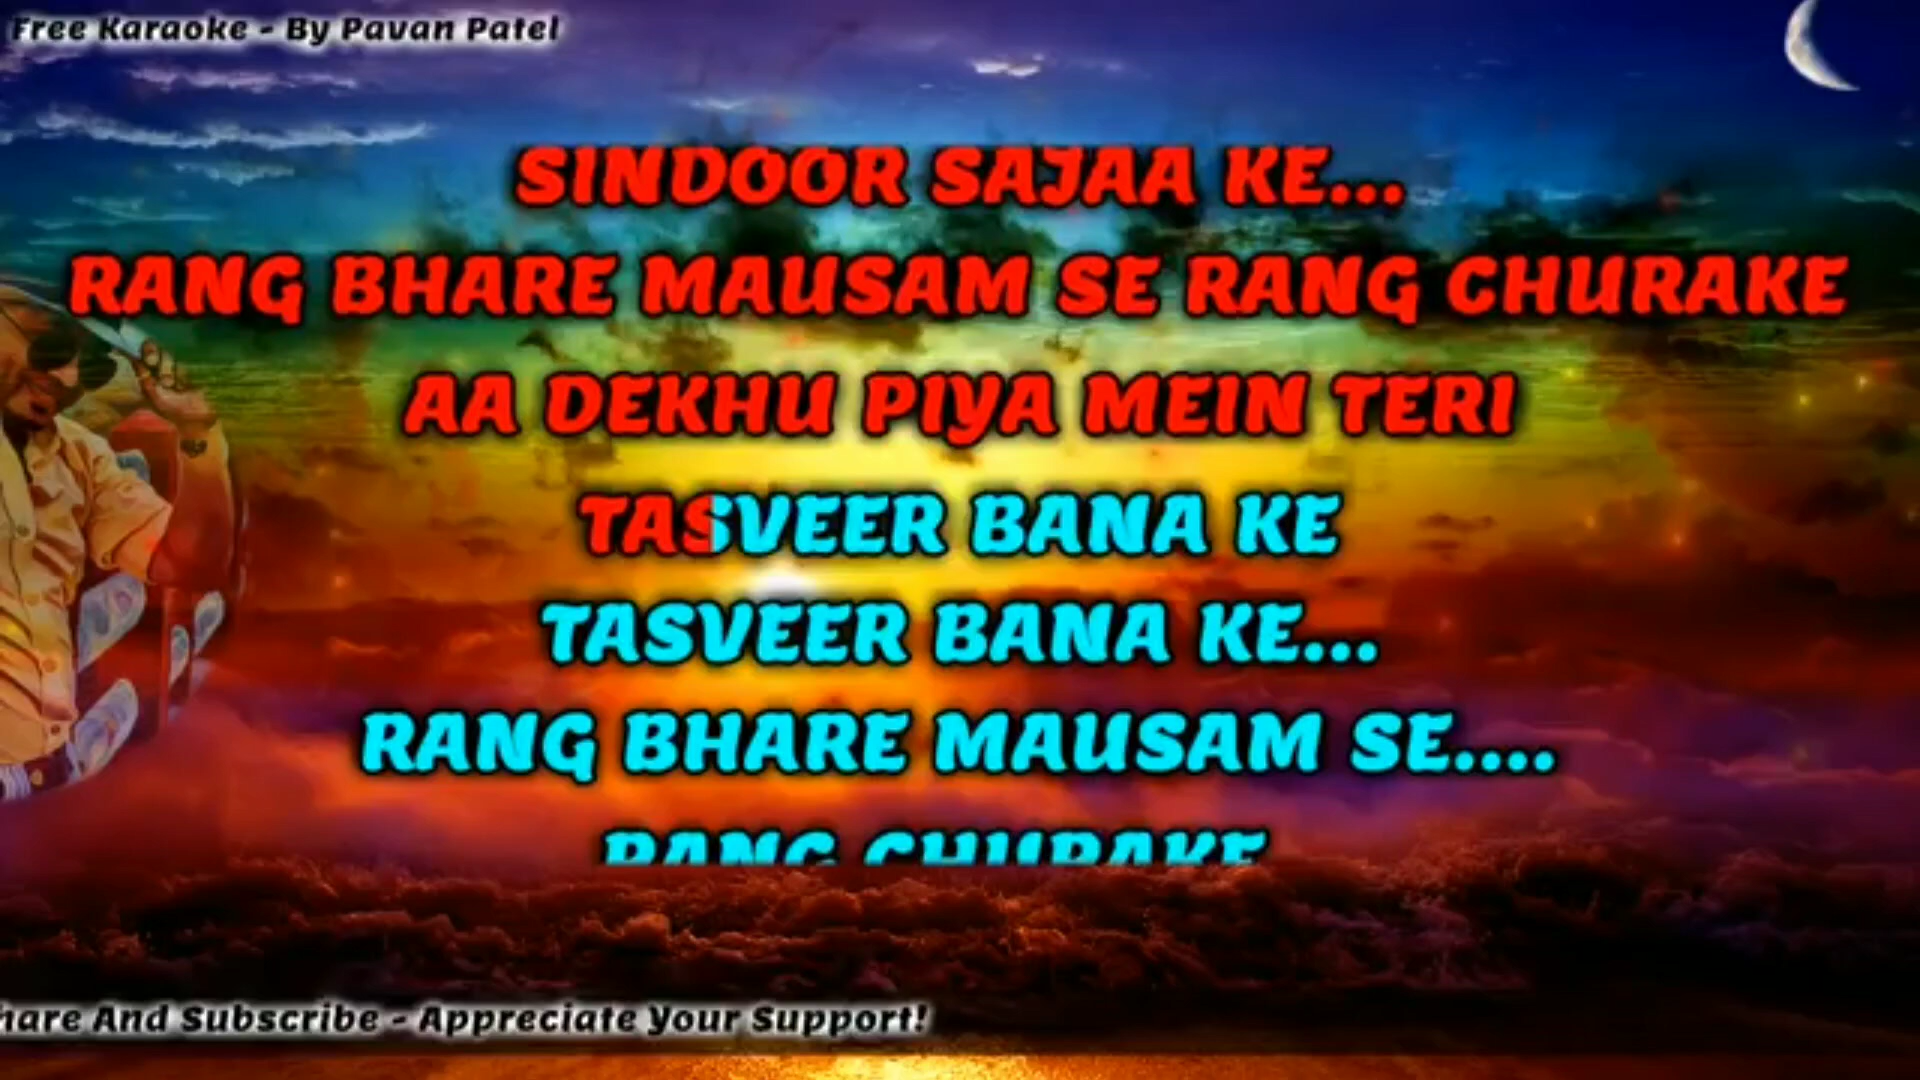 Free Karaoke - By Pavan Patel
SINDOOR SAJAA KE...
RANG BHARE MAUSAM SE RANG CHURAKE
AA DEKHU PIYA MEIN TERI
TASVEER BANA KE
TASVEER BANA KE...
RANG BHARE MAUSAM SE....
RANG CHURAKE
And Subscribe - Appreciate Your Support!